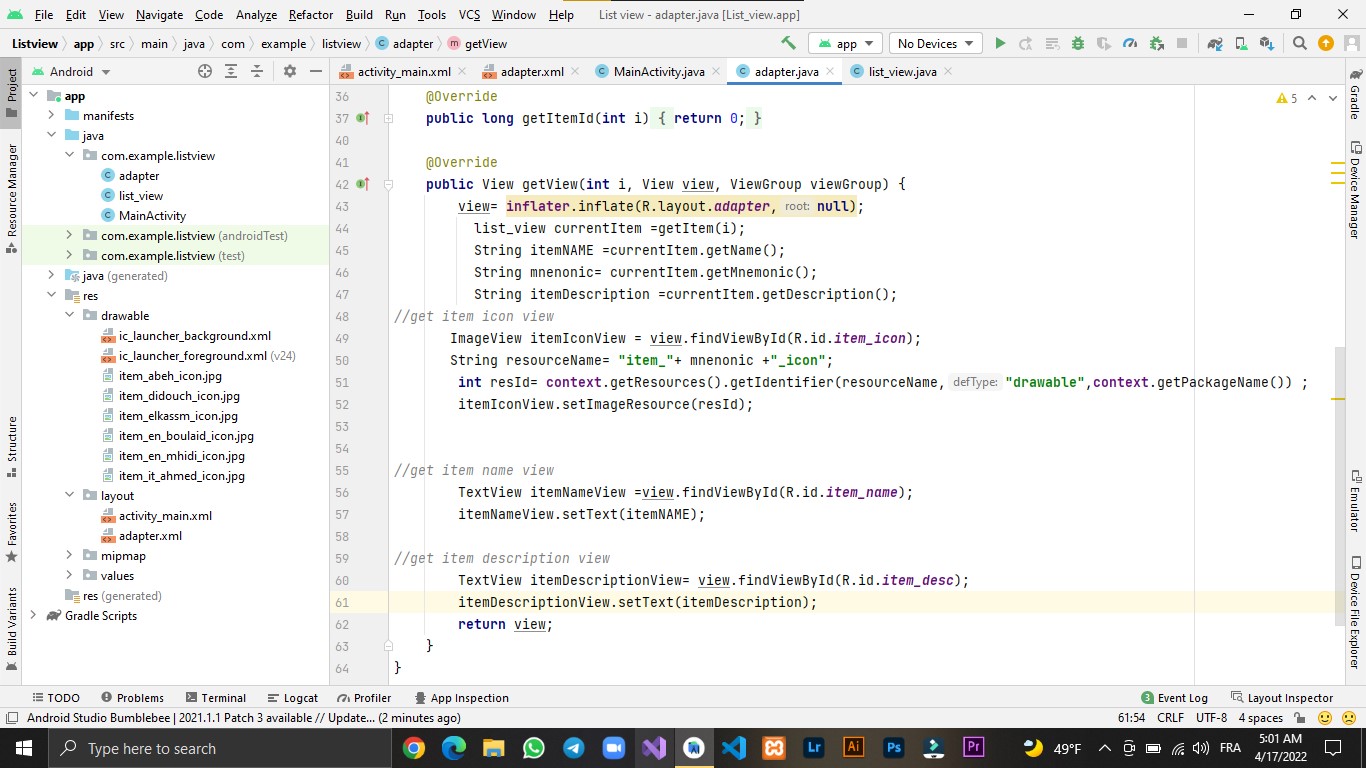 File Edit View Navigate Code Analyze Refactor Build Run Tools VCS Window Help List view - adapter.java [List_view.app]
Listview app src main java com example listview adapter getView app No Devices
Project
Resource Manager
Structure
Favorites
Build Variants
Android
app
manifests
java
com.example.listview
adapter
list_view
MainActivity
com.example.listview (androidTest)
com.example.listview (test)
java (generated)
res
drawable
ic_launcher_background.xml
ic_launcher_foreground.xml (v24)
item_abeh_icon.jpg
item_didouch_icon.jpg
item_elkassm_icon.jpg
item_en_boulaid_icon.jpg
item_en_mhidi_icon.jpg
item_it_ahmed_icon.jpg
layout
activity_main.xml
adapter.xml
mipmap
values
res (generated)
Gradle Scripts
activity_main.xml adapter.xml MainActivity.java adapter.java list_view.java
5
36 @Override
37 public long getItemId(int i) { return 0; }
40
41 @Override
42 public View getView(int i, View view, ViewGroup viewGroup) {
43 view= inflater.inflate(R.layout.adapter, root: null);
44 list_view currentItem =getItem(i);
45 String itemNAME =currentItem.getName();
46 String mnenonic= currentItem.getMnemonic();
47 String itemDescription =currentItem.getDescription();
48 //get item icon view
49 ImageView itemIconView = view.findViewById(R.id.item_icon);
50 String resourceName= "item_"+ mnenonic +"_icon";
51 int resId= context.getResources().getIdentifier(resourceName, defType: "drawable",context.getPackageName()) ;
52 itemIconView.setImageResource(resId);
53
54
55 //get item name view
56 TextView itemNameView =view.findViewById(R.id.item_name);
57 itemNameView.setText(itemNAME);
58
59 //get item description view
60 TextView itemDescriptionView= view.findViewById(R.id.item_desc);
61 itemDescriptionView.setText(itemDescription);
62 return view;
63 }
64 }
Gradle
Device Manager
Emulator
Device File Explorer
TODO Problems Terminal Logcat Profiler App Inspection 3 Event Log Layout Inspector
Android Studio Bumblebee | 2021.1.1 Patch 3 available // Update... (2 minutes ago) 61:54 CRLF UTF-8 4 spaces
Type here to search
Lr Ai Ps Pr
49°F FRA 5:01 AM
4/17/2022